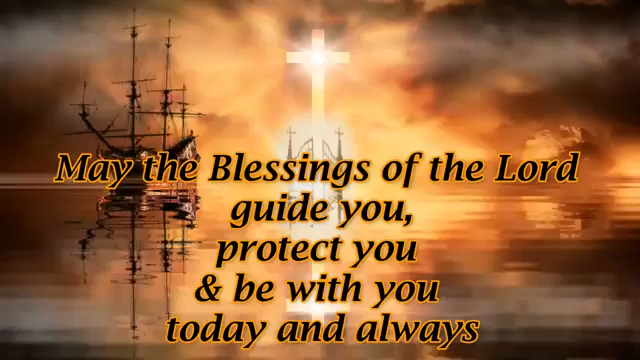 May the Blessings of the Lord
guide you,
protect you
& be with you
today and always